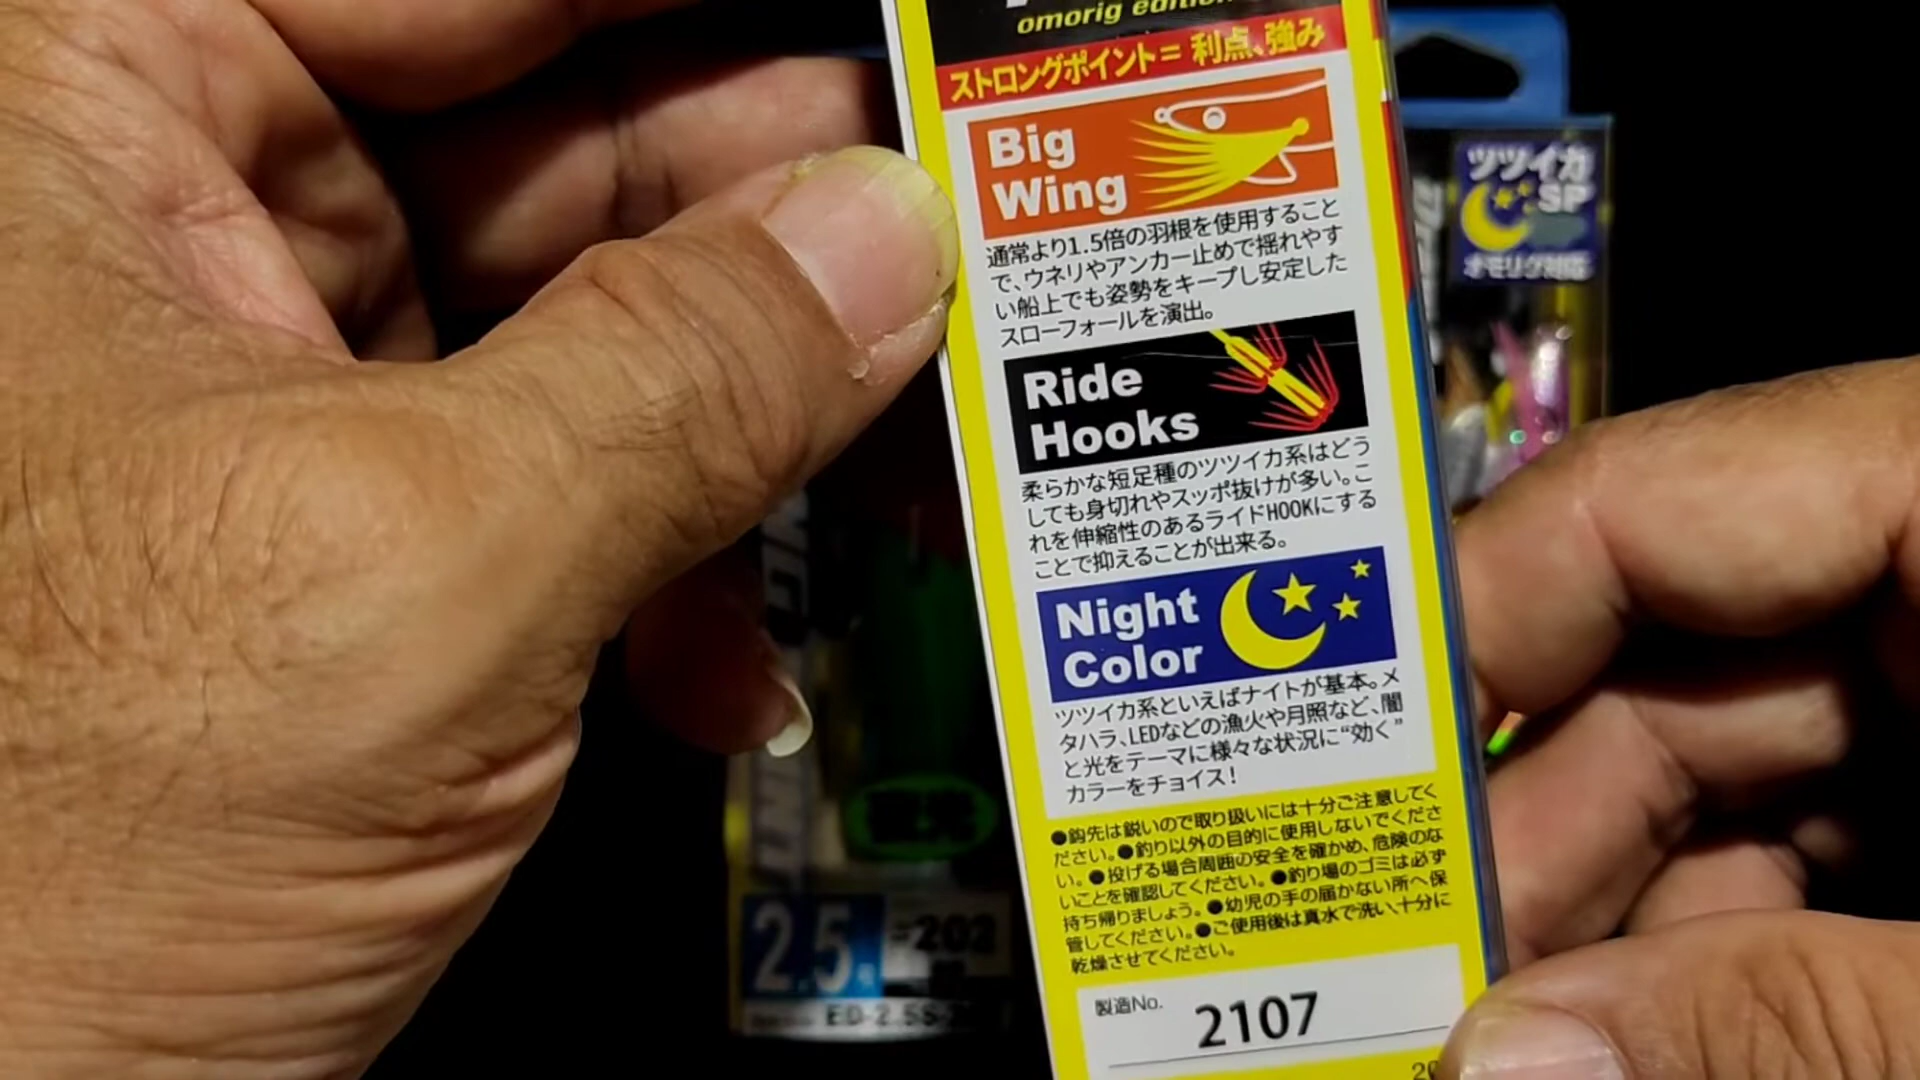 omorig edition
ストロングポイント= 利点、強み
Big
Wing
通常より1.5倍の羽根を使用すること
で、ウネリやアンカー止めで揺れやす
い船上でも姿勢をキープし安定した
スローフォールを演出。
Ride
Hooks
柔らかな短足種のツツイカ系はどう
しても身切れやスッポ抜けが多い。こ
れを伸縮性のあるライドHOOKにする
ことで抑えることが出来る。
Night
Color
ツツイカ系といえばナイトが基本。メ
タハラ、LEDなどの漁火や月照など、闇
と光をテーマに様々な状況に“効く”
カラーをチョイス!
●鈎先は鋭いので取り扱いには十分ご注意してく
ださい。●釣り以外の目的に使用しないでくださ
い。●投げる場合周囲の安全を確かめ、危険のな
いことを確認してください。●釣り場のゴミは必ず
持ち帰りましょう。●幼児の手の届かない所へ保
管してください。●ご使用後は真水で洗い、十分に
乾燥させてください。
製造No.
2107
ツツイカ
SP
オモリグ対応
2.5
202
ED-2.5S-